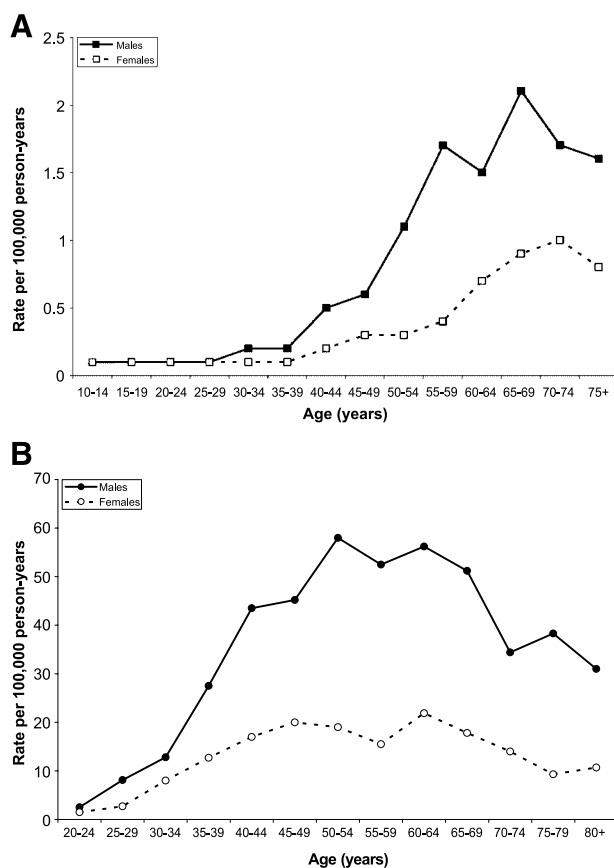 A
2.5
Males
Females
2
1.5
1
0.5
0
Rate per 100,000 person-years
10-14 15-19 20-24 25-29 30-34 35-39 40-44 45-49 50-54 55-59 60-64 65-69 70-74 75+
Age (years)
B
70
Males
Females
60
50
40
30
20
10
0
Rate per 100,000 person-years
20-24 25-29 30-34 35-39 40-44 45-49 50-54 55-59 60-64 65-69 70-74 75-79 80+
Age (years)